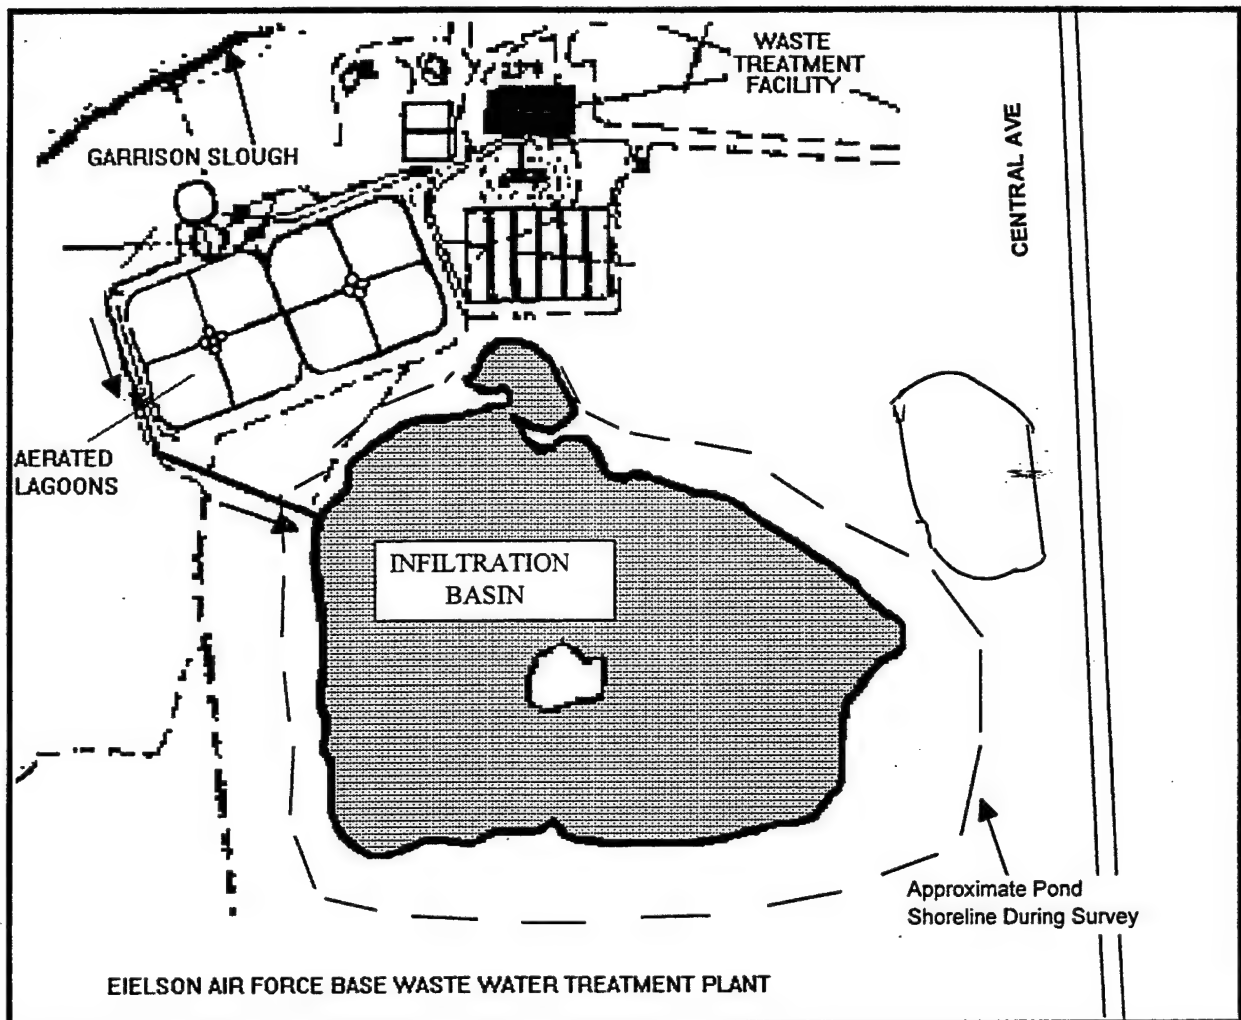 WASTE
TREATMENT
FACILITY
GARRISON SLOUGH
CENTRAL AVE
AERATED
LAGOONS
INFILTRATION
BASIN
Approximate Pond
Shoreline During Survey
EIELSON AIR FORCE BASE WASTE WATER TREATMENT PLANT